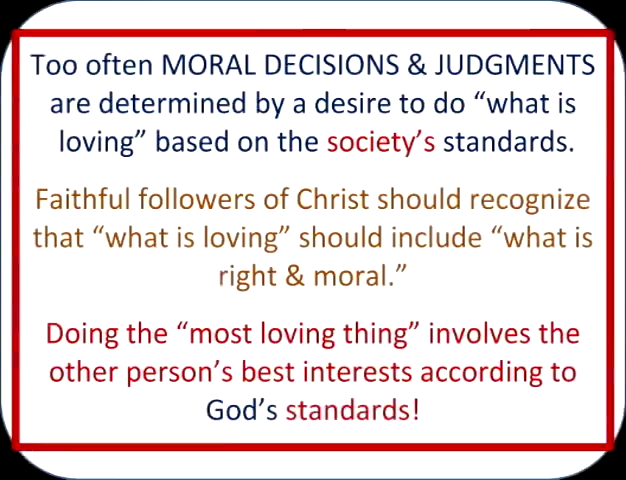 Too often MORAL DECISIONS & JUDGMENTS
are determined by a desire to do “what is
loving” based on the society’s standards.
Faithful followers of Christ should recognize
that “what is loving” should include “what is
right & moral.”
Doing the “most loving thing” involves the
other person’s best interests according to
God’s standards!